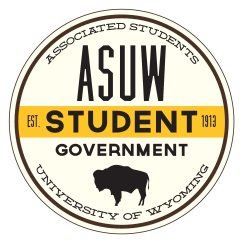 ASSOCIATED STUDENTS
ASUW
EST. STUDENT 1913
GOVERNMENT
UNIVERSITY OF WYOMING